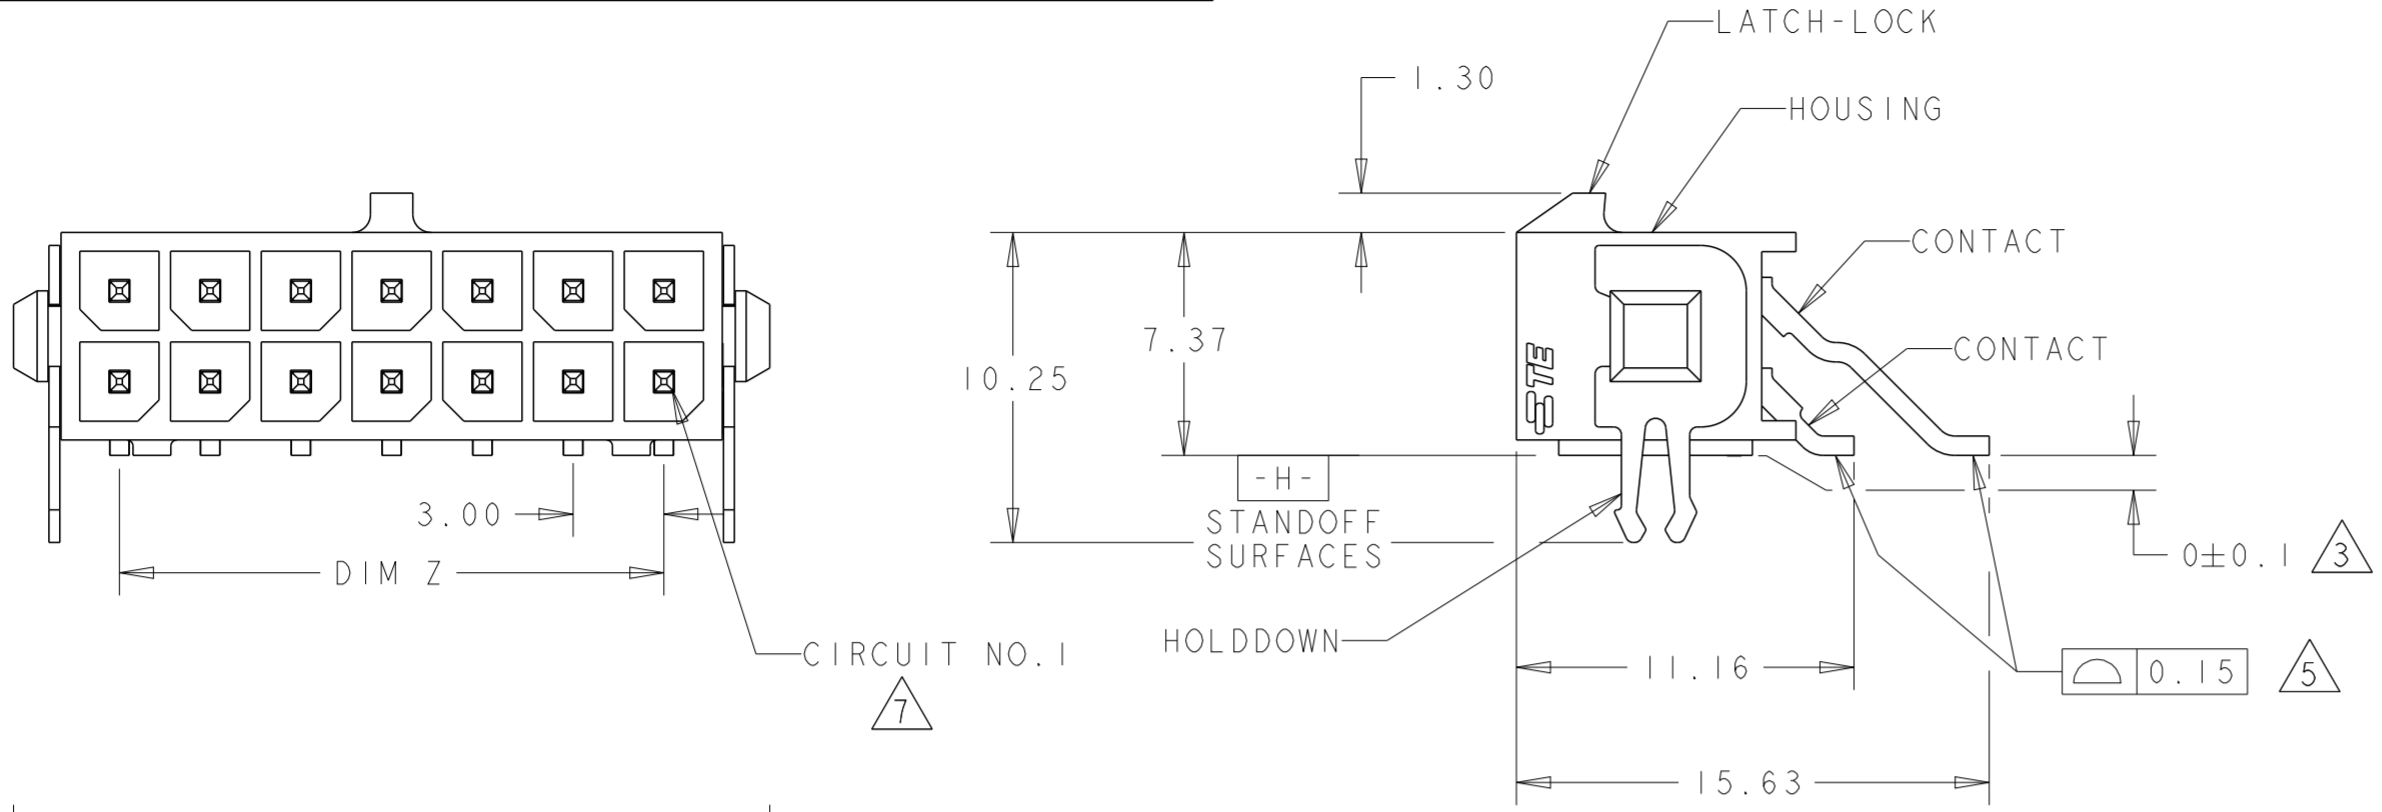 LATCH-LOCK
1.30
HOUSING
CONTACT
7.37
CONTACT
10.25
TE
-H-
3.00
STANDOFF
SURFACES
0±0.1 3
DIM Z
HOLDDOWN
CIRCUIT NO.1
7
11.16
0.15 5
15.63